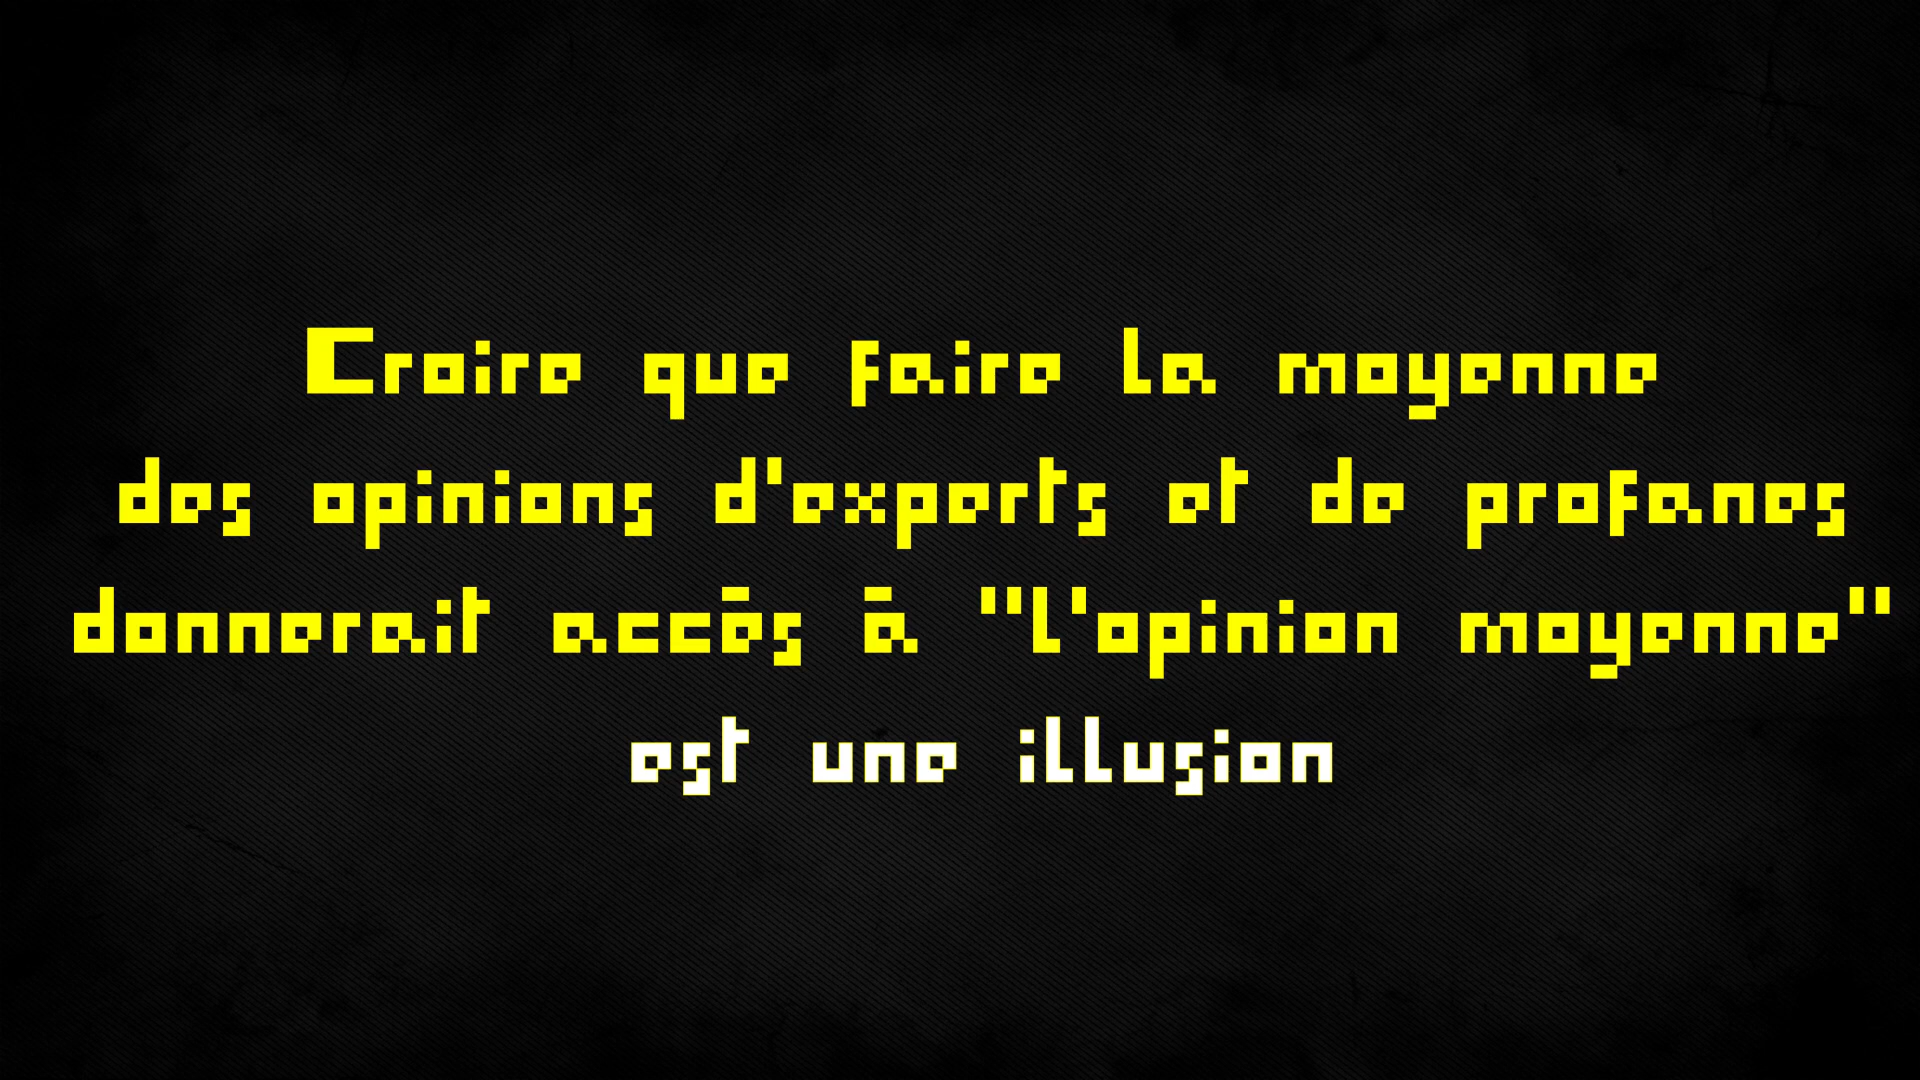 Croire que faire la moyenne
des opinions d'experts et de profanes
donnerait accès à "l'opinion moyenne"
est une illusion